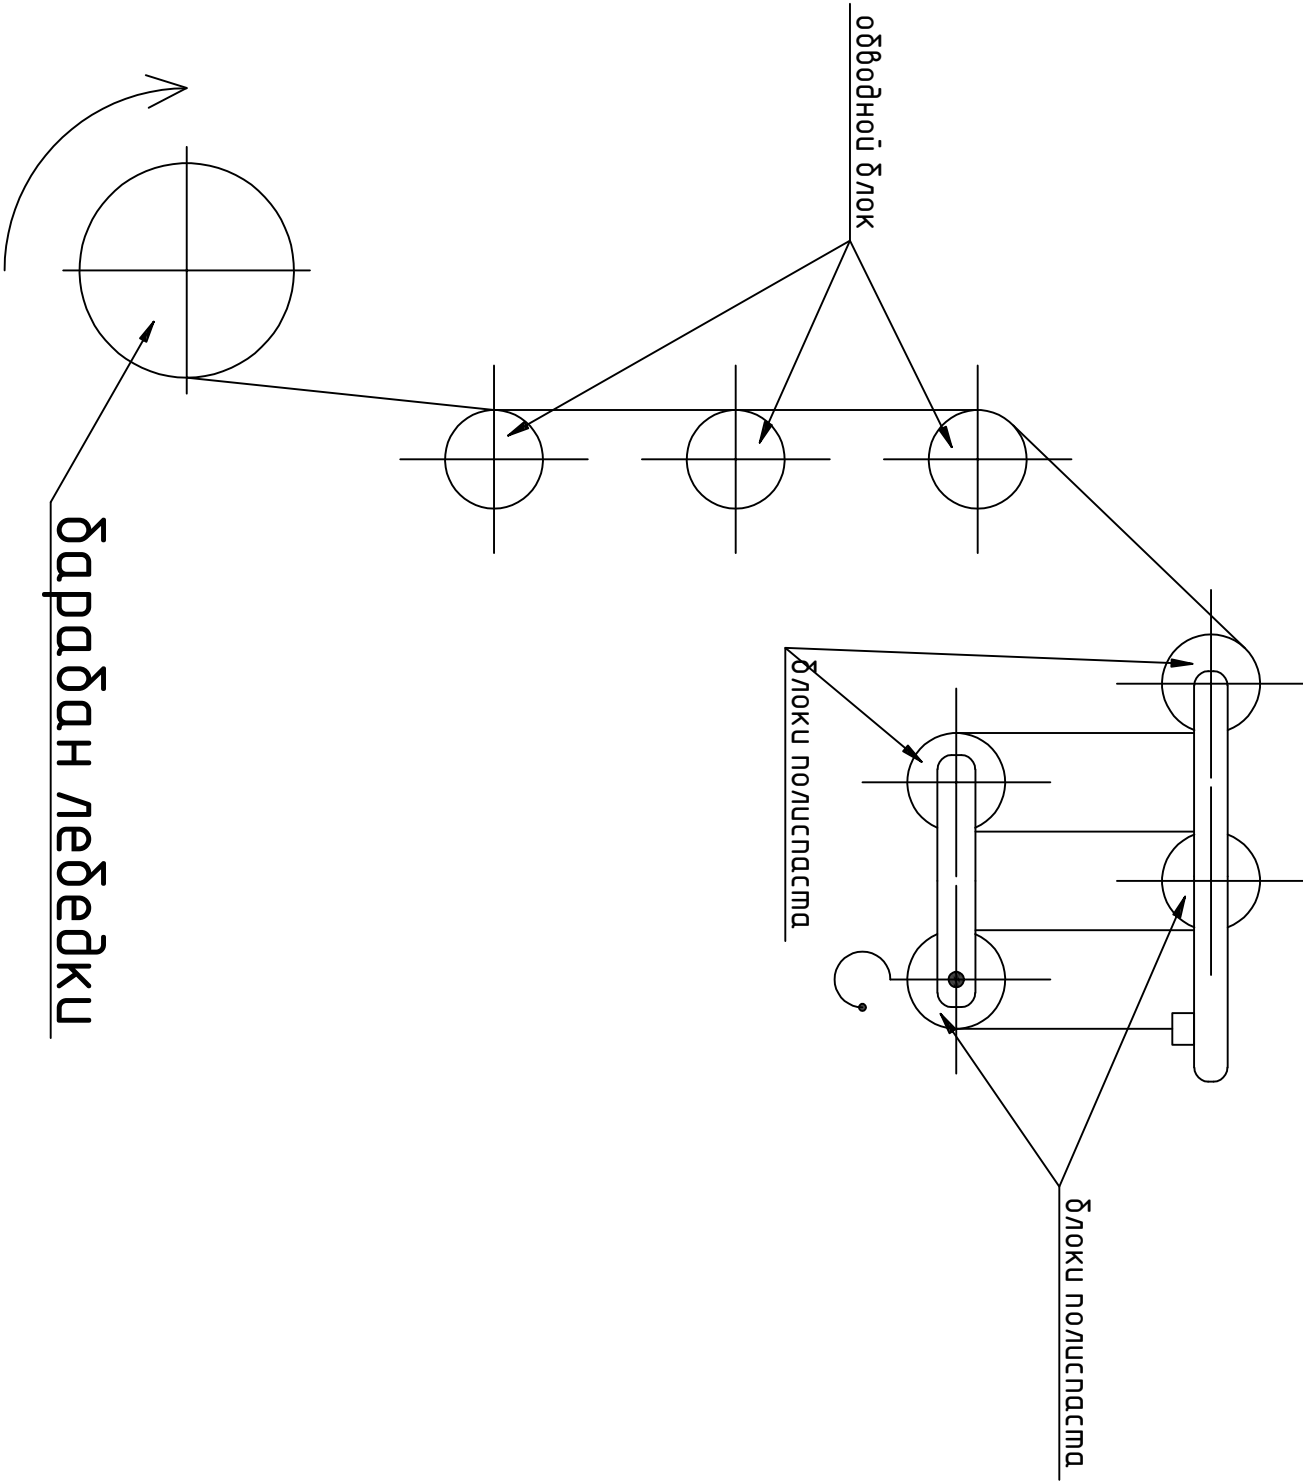 обводной блок
блоки полиспаста
барабан лебедки
блоки полиспаста